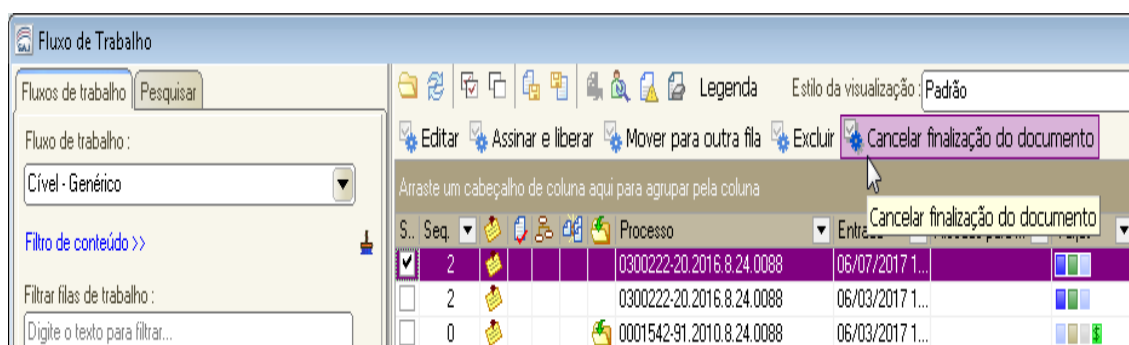 Fluxo de Trabalho
Fluxos de trabalho Pesquisar
Legenda Estilo da visualização : Padrão
Fluxo de trabalho :
Editar Assinar e liberar Mover para outra fila Excluir Cancelar finalização do documento
Cível - Genérico
Arraste um cabeçalho de coluna aqui para agrupar pela coluna
Cancelar finalização do documento
Filtro de conteúdo >>
S.. Seq. Processo
2 0300222-20.2016.8.24.0088 06/07/2017 1...
Filtrar filas de trabalho :
2 0300222-20.2016.8.24.0088 06/03/2017 1...
Digite o texto para filtrar...
0 0001542-91.2010.8.24.0088 06/03/2017 1...